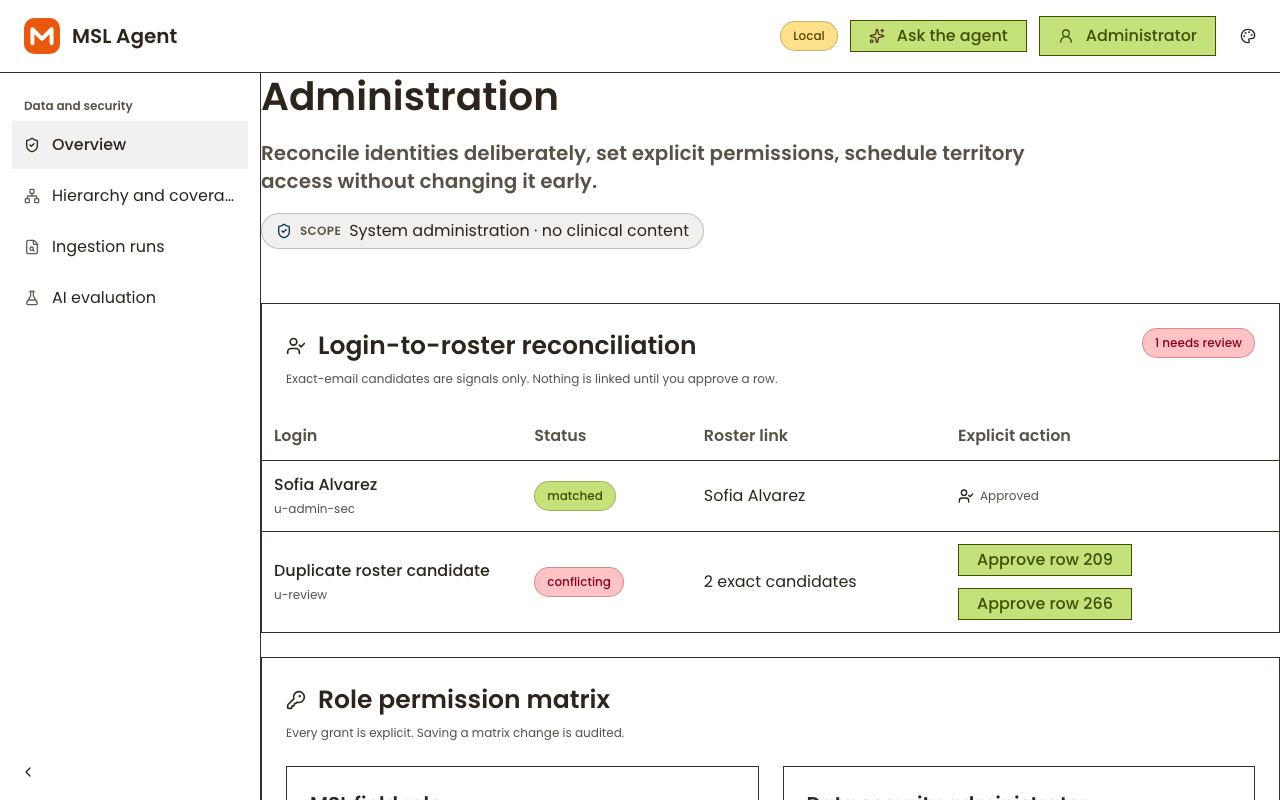 MSL Agent
Local
Ask the agent
Administrator
Data and security
Overview
Hierarchy and covera…
Ingestion runs
AI evaluation
Administration
Reconcile identities deliberately, set explicit permissions, schedule territory
access without changing it early.
SCOPE System administration · no clinical content
Login-to-roster reconciliation
1 needs review
Exact-email candidates are signals only. Nothing is linked until you approve a row.
Login Status Roster link Explicit action
Sofia Alvarez
u-admin-sec
matched
Sofia Alvarez
Approved
Duplicate roster candidate
u-review
conflicting
2 exact candidates
Approve row 209
Approve row 266
Role permission matrix
Every grant is explicit. Saving a matrix change is audited.